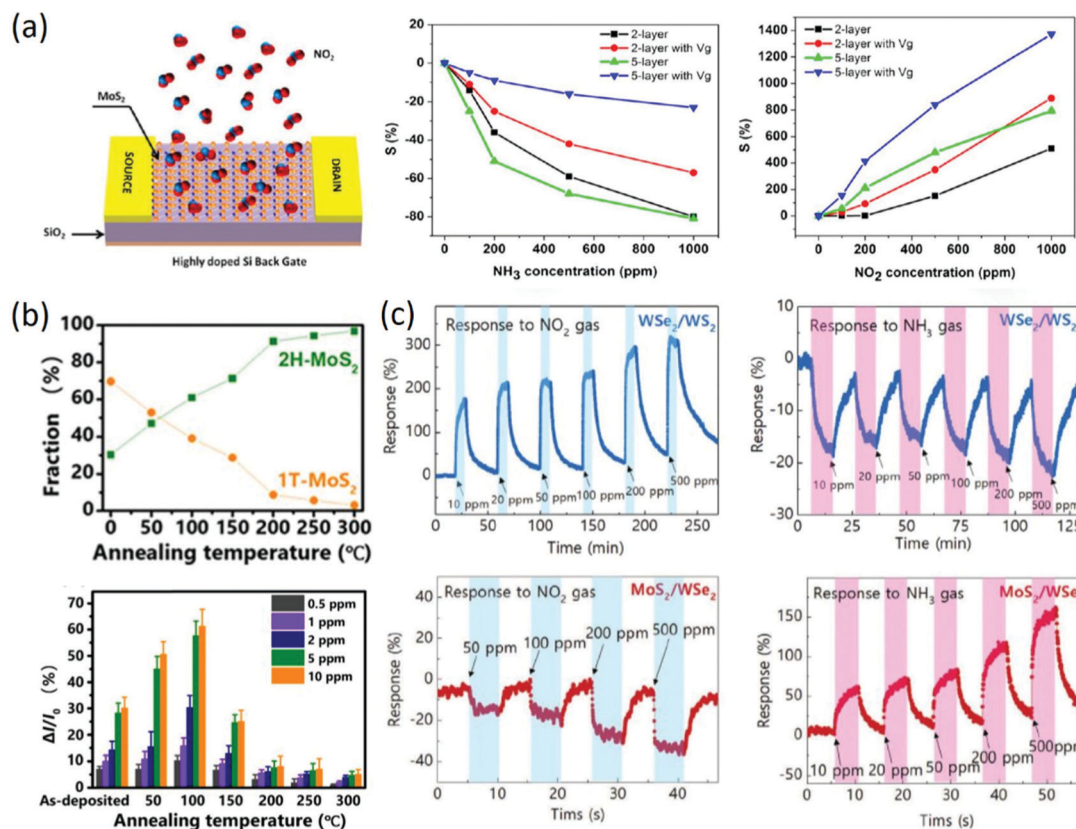 (a)
NO2
MoS2
SOURCE
DRAIN
SiO2
Highly doped Si Back Gate
2-layer
2-layer with Vg
5-layer
5-layer with Vg
S (%)
0
-20
-40
-60
-80
0 200 400 600 800 1000
NH3 concentration (ppm)
2-layer
2-layer with Vg
5-layer
5-layer with Vg
S (%)
1400
1200
1000
800
600
400
200
0
0 200 400 600 800 1000
NO2 concentration (ppm)
(b)
100
80
60
40
20
0
Fraction (%)
2H-MoS2
1T-MoS2
0 50 100 150 200 250 300
Annealing temperature (℃)
70
60
50
40
30
20
10
0
ΔI/I0 (%)
0.5 ppm
1 ppm
2 ppm
5 ppm
10 ppm
As-deposited 50 100 150 200 250 300
Annealing temperature (℃)
(c)
Response to NO2 gas
WSe2/WS2
Response (%)
300
200
100
0
10 ppm
20 ppm
50 ppm
100 ppm
200 ppm
500 ppm
0 50 100 150 200 250
Time (min)
Response to NH3 gas
WSe2/WS2
Response (%)
10
0
-10
-20
-30
10 ppm
20 ppm
50 ppm
100 ppm
200 ppm
500 ppm
0 25 50 75 100 125
Time (min)
Response to NO2 gas
MoS2/WSe2
Response (%)
40
20
0
-20
-40
50 ppm
100 ppm
200 ppm
500 ppm
0 10 20 30 40
Tims (s)
Response to NH3 gas
MoS2/WSe
Response (%)
150
100
50
0
-50
10 ppm
20 ppm
50 ppm
200 ppm
500ppm
0 10 20 30 40 50
Tims (s)